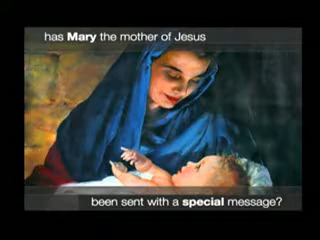 has Mary the mother of Jesus
been sent with a special message?